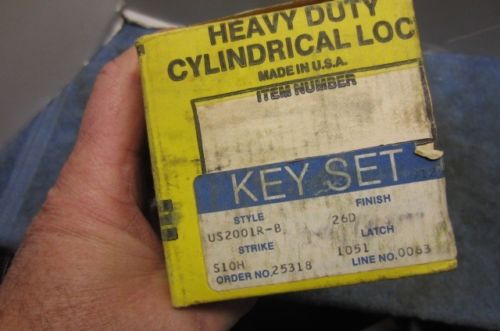 HEAVY DUTY
CYLINDRICAL LOC
MADE IN U.S.A.
ITEM NUMBER
KEY SET
STYLE FINISH
US2001R-B 26D
STRIKE LATCH
S10H 1051
ORDER NO. 25318 LINE NO. 0063